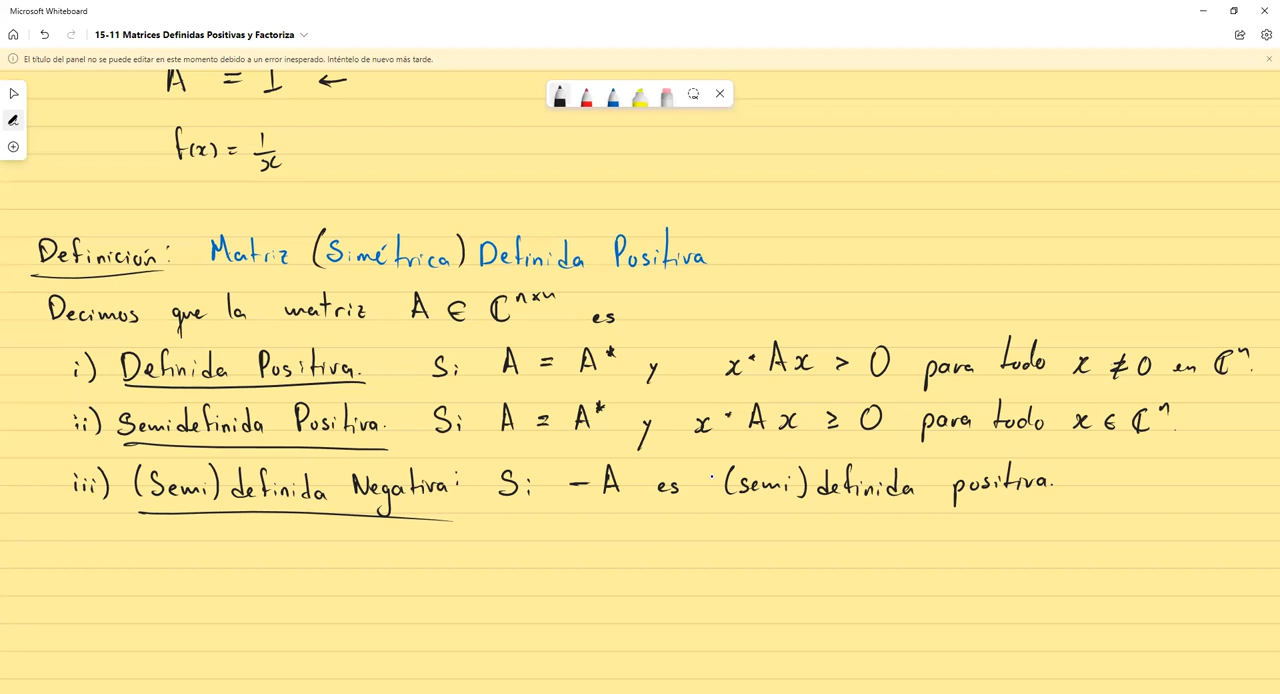 Microsoft Whiteboard
15-11 Matrices Definidas Positivas y Factoriza
El título del panel no se puede editar en este momento debido a un error inesperado. Inténtelo de nuevo más tarde.
A = I ←
f(x) = 1/x
Definición: Matriz (Simétrica) Definida Positiva
Decimos que la matriz A ∈ ℂ^{n×n} es
i) Definida Positiva. Si A = A* y x*Ax > 0 para todo x ≠ 0 en ℂ^n.
ii) Semidefinida Positiva. Si A = A* y x*Ax ≥ 0 para todo x ∈ ℂ^n.
iii) (Semi)definida Negativa: Si -A es (semi)definida positiva.